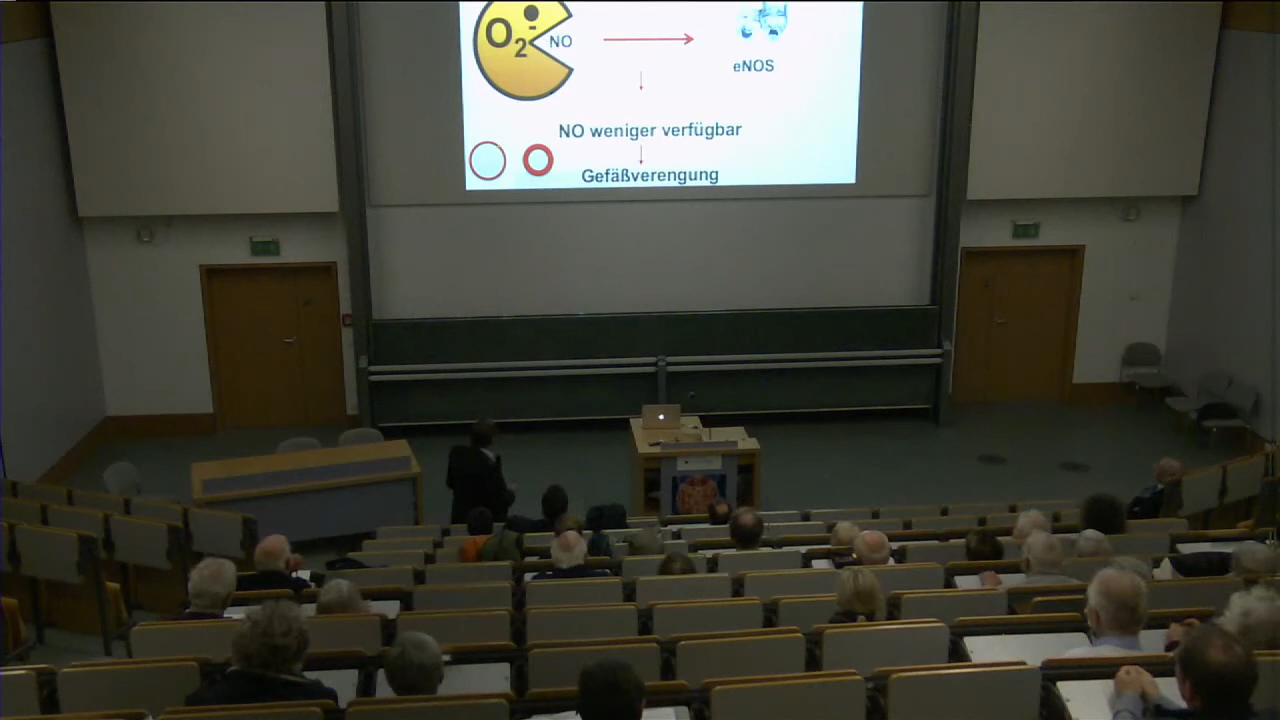 O2-
NO
eNOS
NO weniger verfügbar
Gefäßverengung